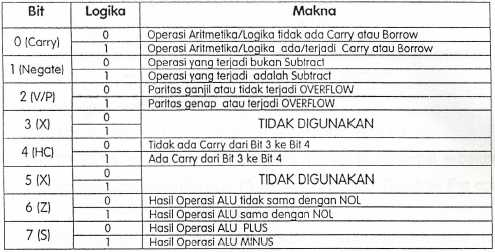 Bit Logika Makna
0 (Carry) 0 Operasi Aritmetika/Logika tidak ada Carry atau Borrow
1 Operasi Aritmetika/Logika ada/terjadi Carry atau Borrow
1 (Negate) 0 Operasi yang terjadi bukan Subtract
1 Operasi yang terjadi adalah Subtract
2 (V/P) 0 Paritas ganjil atau tidak terjadi OVERFLOW
1 Paritas genap atau terjadi OVERFLOW
3 (X) 0 TIDAK DIGUNAKAN
1
4 (HC) 0 Tidak ada Carry dari Bit 3 ke Bit 4
1 Ada Carry dari Bit 3 ke Bit 4
5 (X) 0 TIDAK DIGUNAKAN
1
6 (Z) 0 Hasil Operasi ALU tidak sama dengan NOL
1 Hasil Operasi ALU sama dengan NOL
7 (S) 0 Hasil Operasi ALU PLUS
1 Hasil Operasi ALU MINUS